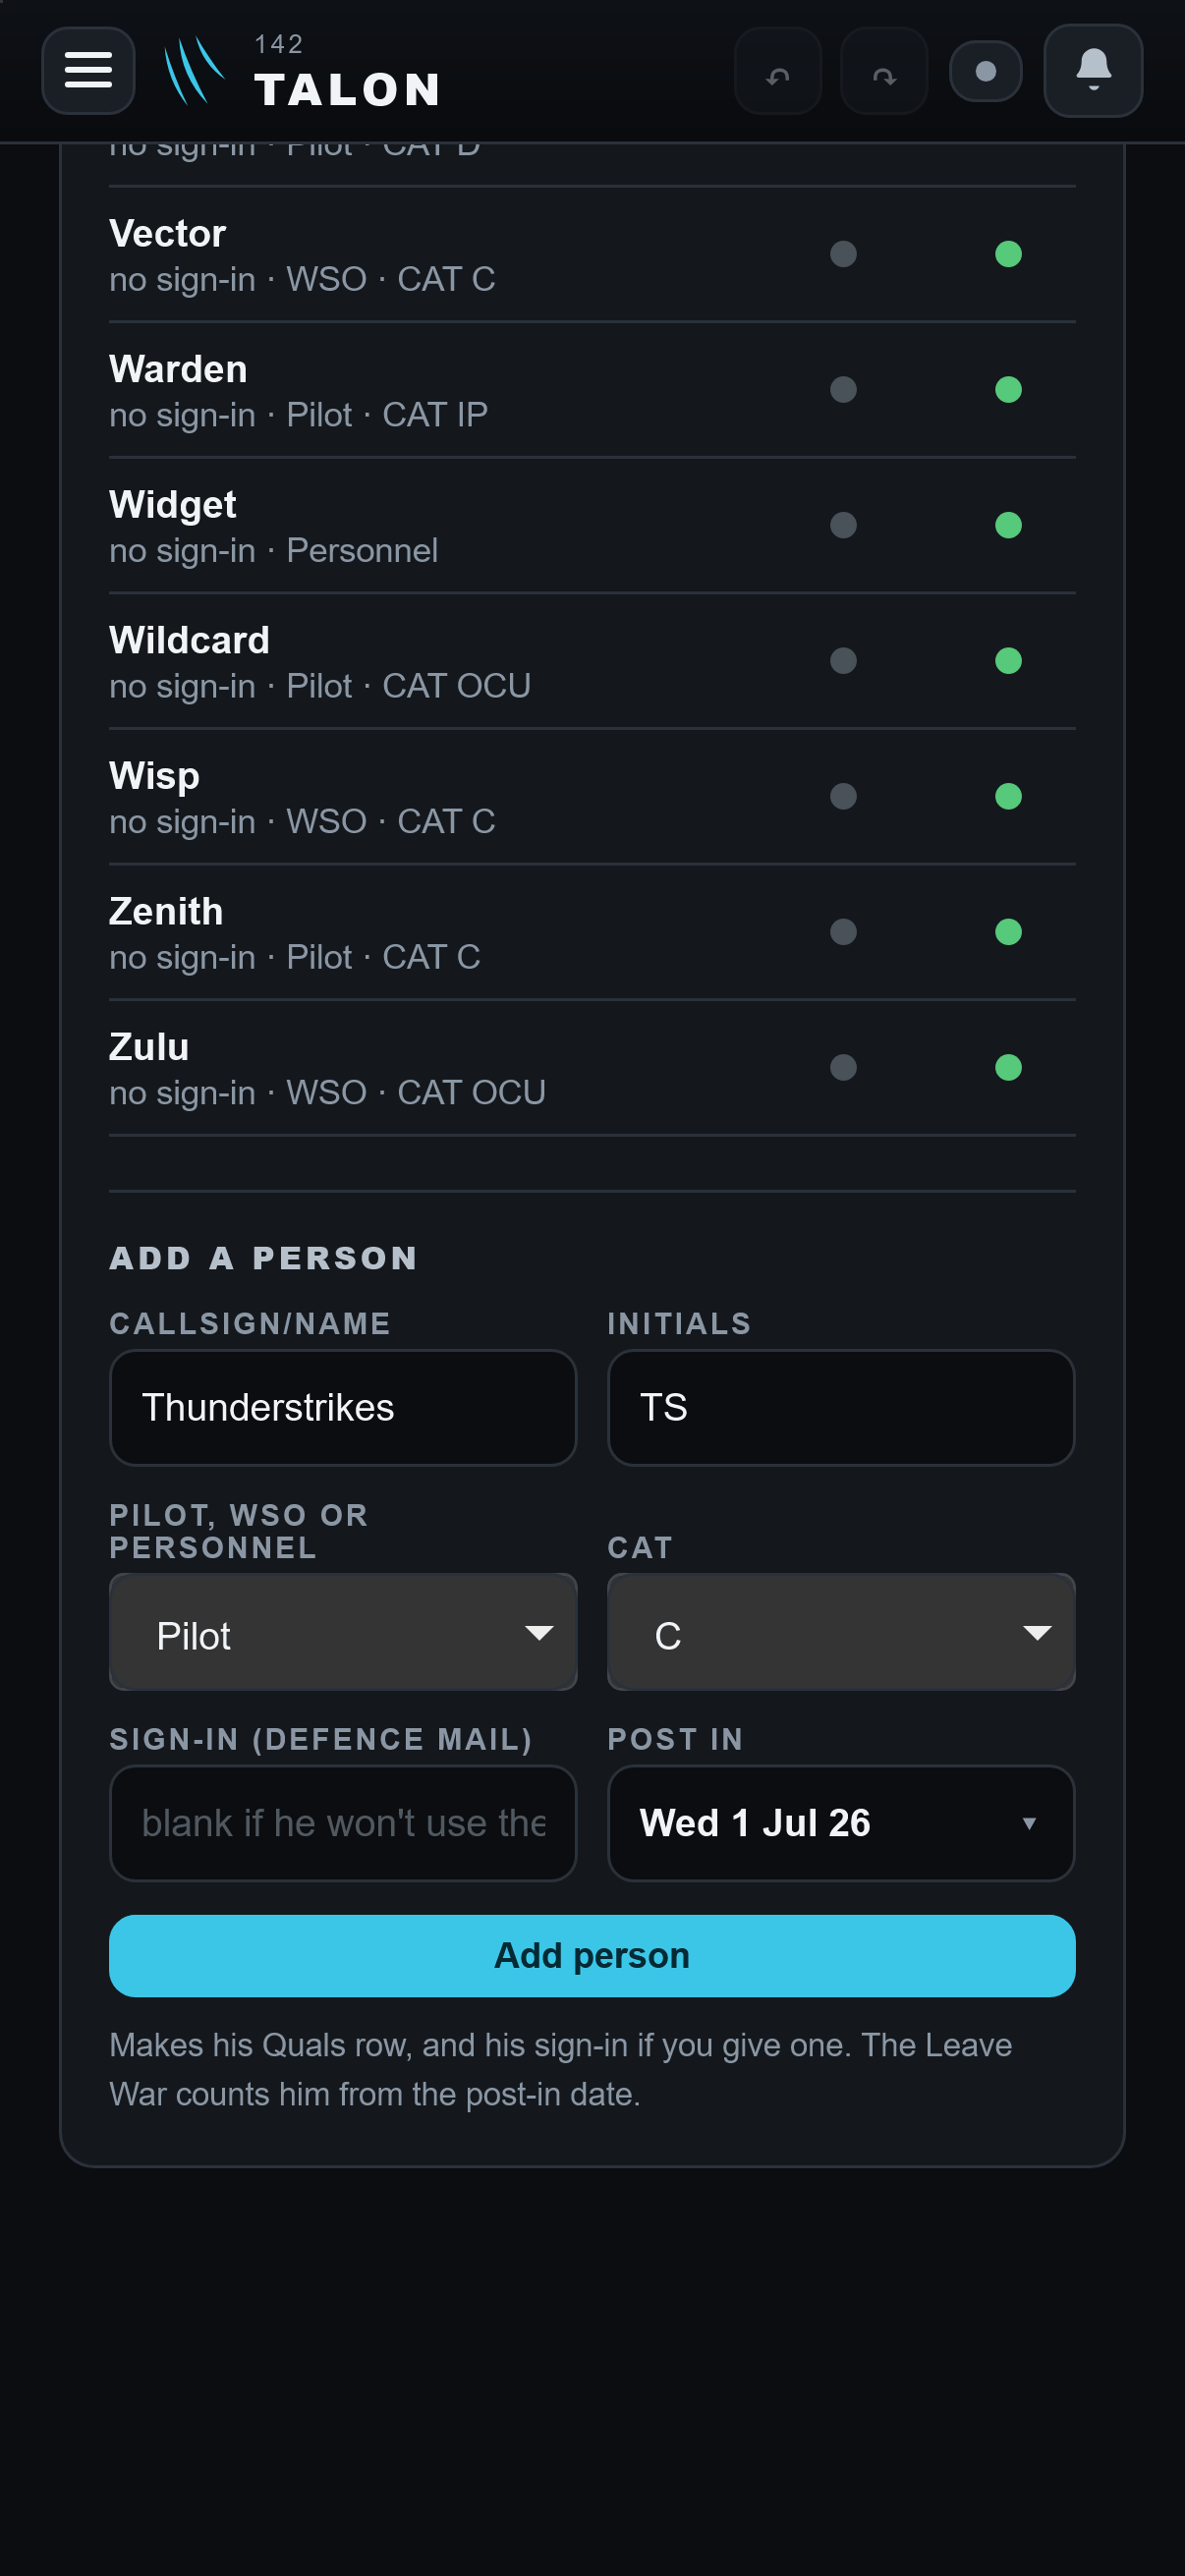 142
TALON
no sign-in · Pilot · CAT D
Vector
no sign-in · WSO · CAT C
Warden
no sign-in · Pilot · CAT IP
Widget
no sign-in · Personnel
Wildcard
no sign-in · Pilot · CAT OCU
Wisp
no sign-in · WSO · CAT C
Zenith
no sign-in · Pilot · CAT C
Zulu
no sign-in · WSO · CAT OCU
ADD A PERSON
CALLSIGN/NAME
INITIALS
Thunderstrikes
TS
PILOT, WSO OR
PERSONNEL
CAT
Pilot
C
SIGN-IN (DEFENCE MAIL)
POST IN
blank if he won't use the
Wed 1 Jul 26
Add person
Makes his Quals row, and his sign-in if you give one. The Leave
War counts him from the post-in date.